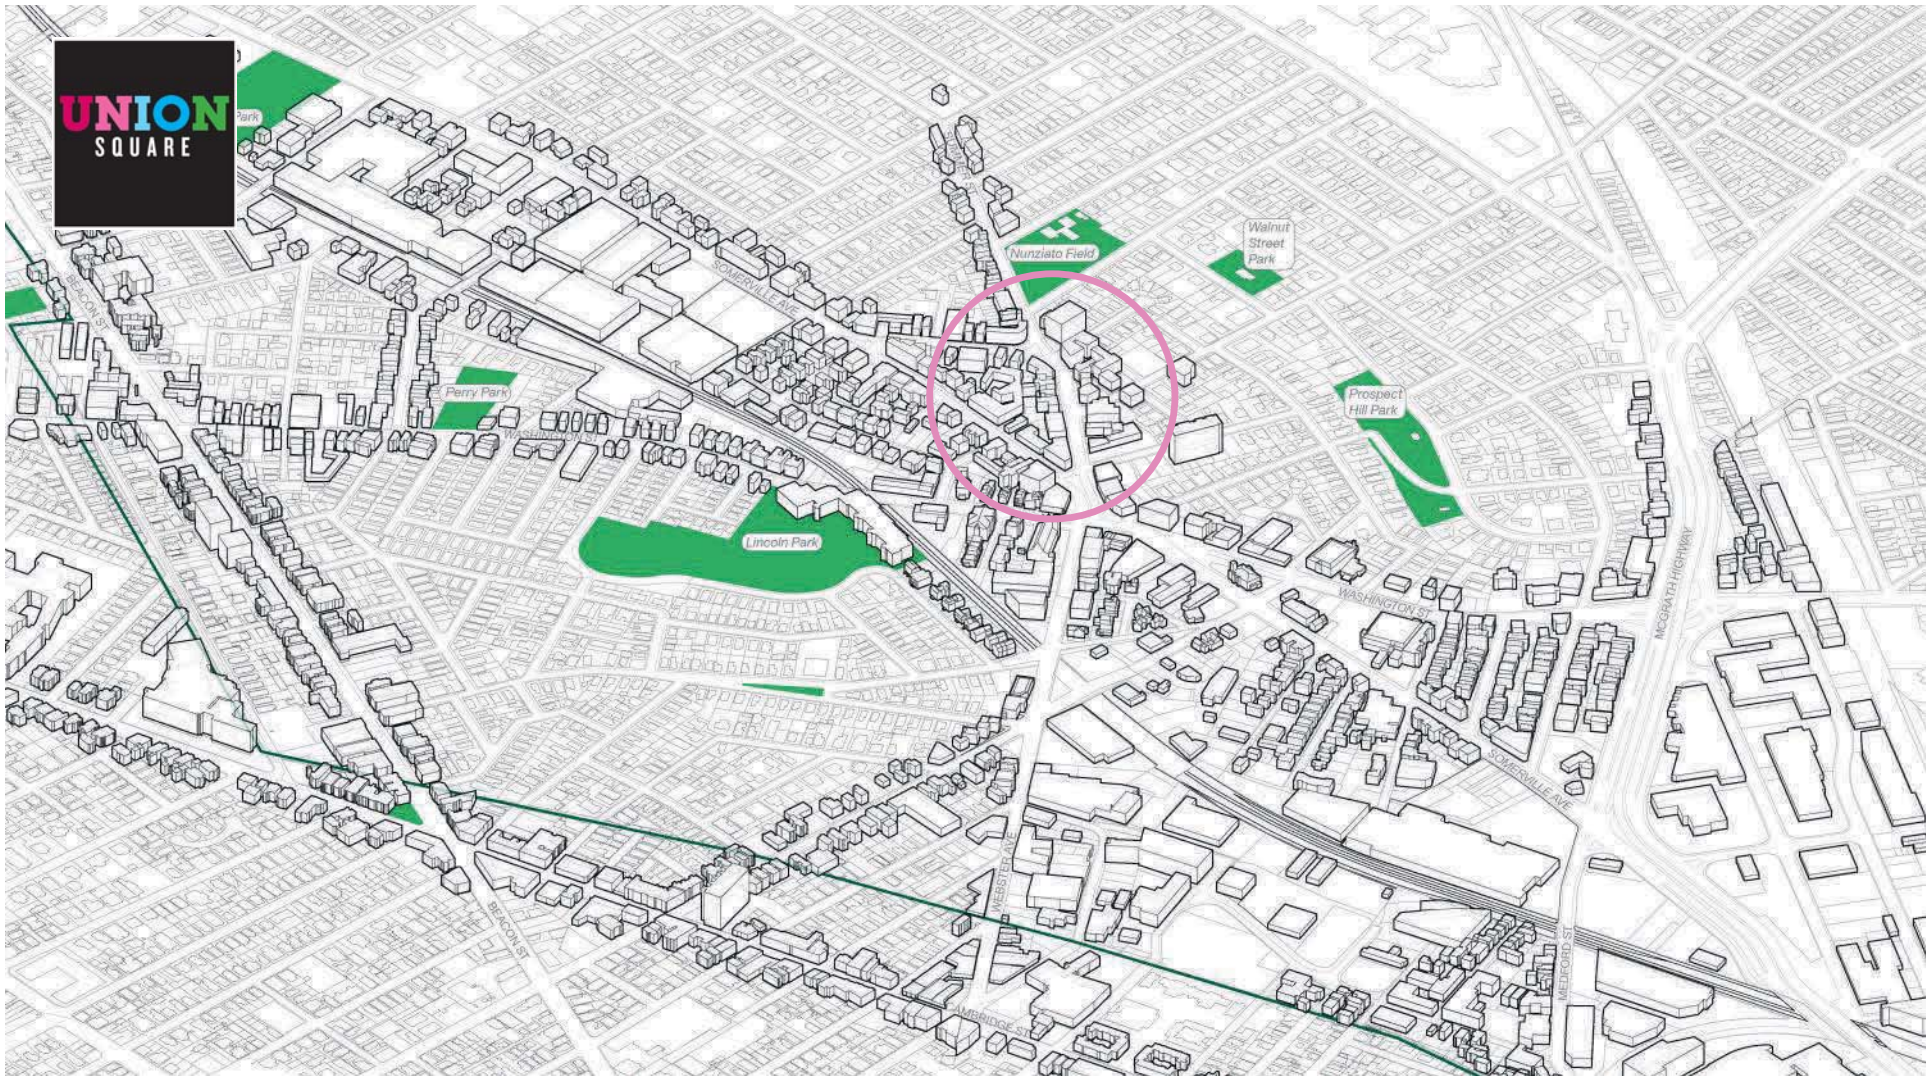 UNION
SQUARE
Park
SOMERVILLE AVE
Nunziato Field
Walnut
Street
Park
BEACON ST
Perry Park
WASHINGTON ST
Prospect
Hill Park
Lincoln Park
WASHINGTON ST
MCGRATH HIGHWAY
SOMERVILLE AVE
WEBSTER AVE
BEACON ST
MEDFORD ST
AMBRIDGE ST